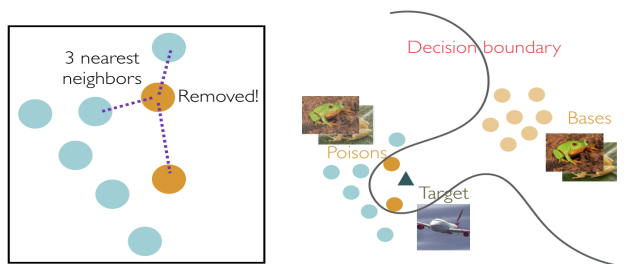 3 nearest
neighbors
Removed!
Decision boundary
Bases
Poisons
Target